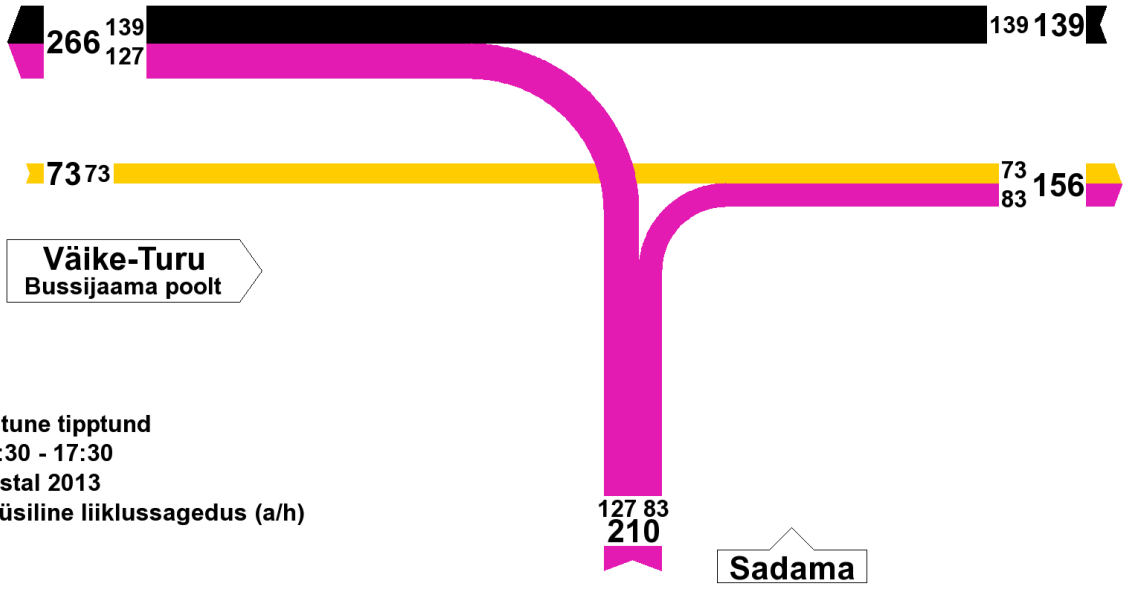 266 139 139 139
127
73 73 73 156
83
Väike-Turu
Bussijaama poolt
tune tipptund
:30 - 17:30
stal 2013
üsiline liiklussagedus (a/h)
127 83
210
Sadama